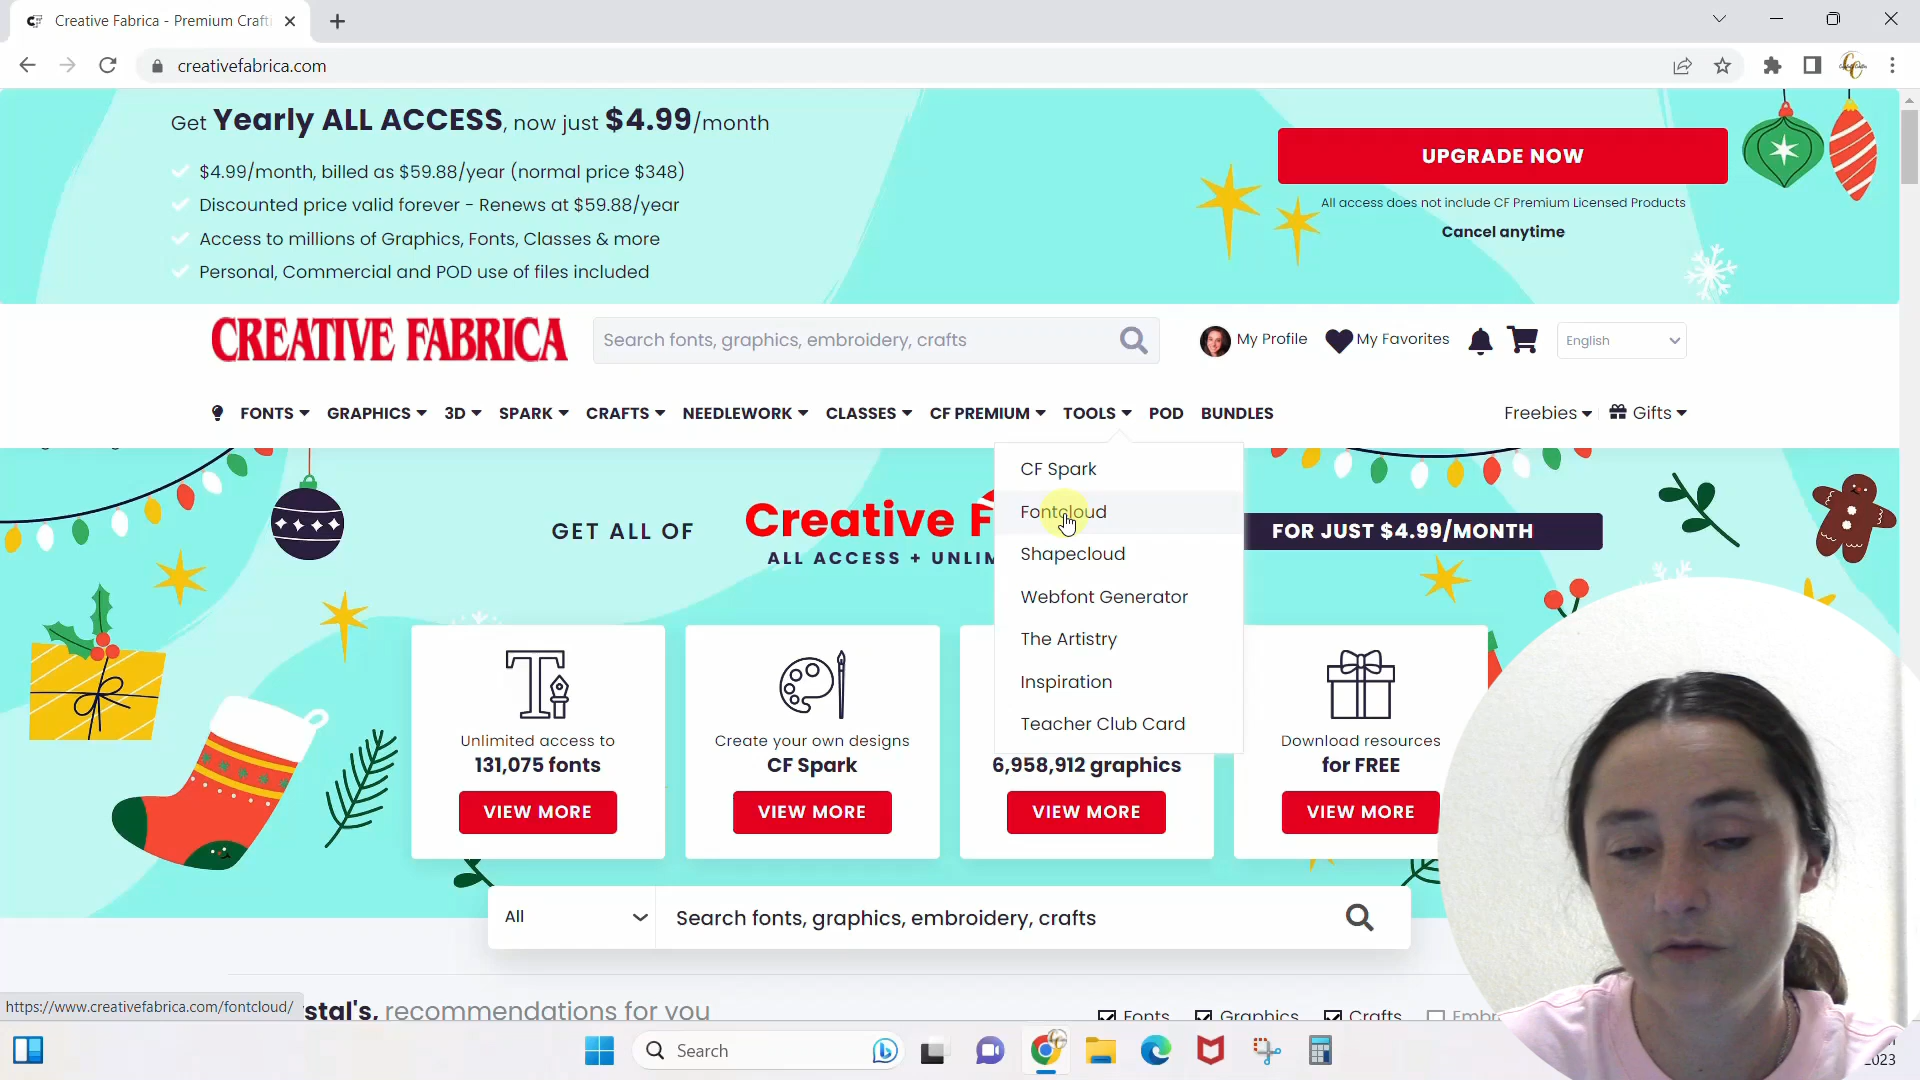 Creative Fabrica - Premium Crafti
creativefabrica.com
Get Yearly ALL ACCESS, now just $4.99/month
$4.99/month, billed as $59.88/year (normal price $348)
Discounted price valid forever - Renews at $59.88/year
Access to millions of Graphics, Fonts, Classes & more
Personal, Commercial and POD use of files included
UPGRADE NOW
All access does not include CF Premium Licensed Products
Cancel anytime
CREATIVE FABRICA
Search fonts, graphics, embroidery, crafts
My Profile
My Favorites
English
FONTS GRAPHICS 3D SPARK CRAFTS NEEDLEWORK CLASSES CF PREMIUM TOOLS POD BUNDLES
Freebies Gifts
CF Spark
Fontcloud
Shapecloud
Webfont Generator
The Artistry
Inspiration
Teacher Club Card
GET ALL OF
Creative F
FOR JUST $4.99/MONTH
ALL ACCESS + UNLIM
Unlimited access to
131,075 fonts
VIEW MORE
Create your own designs
CF Spark
VIEW MORE
6,958,912 graphics
VIEW MORE
Download resources
for FREE
VIEW MORE
All
Search fonts, graphics, embroidery, crafts
https://www.creativefabrica.com/fontcloud/
stal's, recommendations for you
Fonts Graphics Crafts Embr
Search
2023